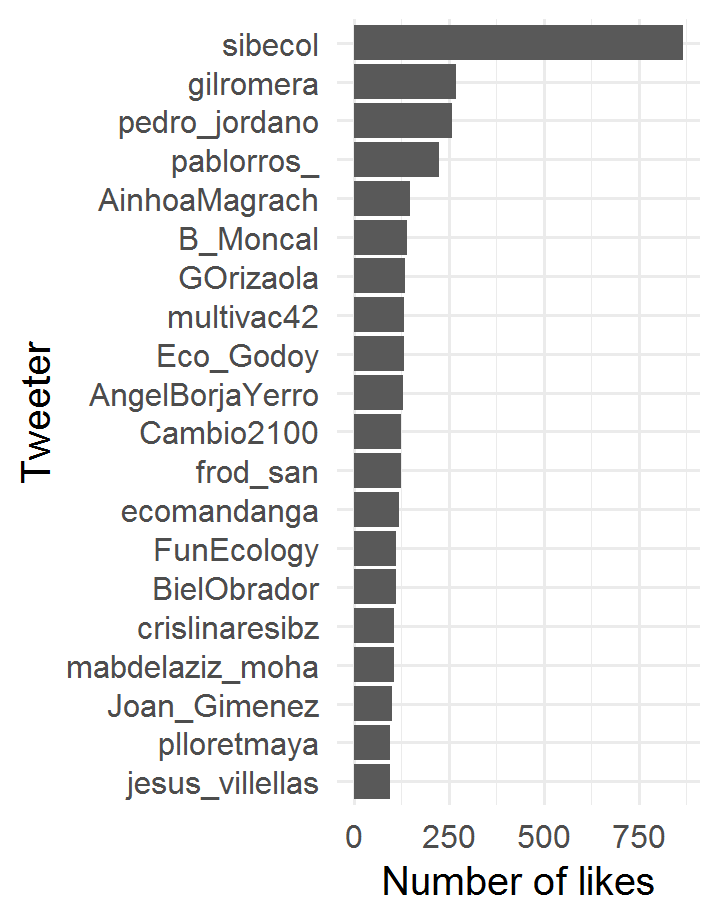 sibecol
gilromera
pedro_jordano
pablorros_
AinhoaMagrach
B_Moncal
GOrizaola
multivac42
Eco_Godoy
AngelBorjaYerro
Cambio2100
frod_san
ecomandanga
FunEcology
BielObrador
crislinaresibz
mabdelaziz_moha
Joan_Gimenez
plloretmaya
jesus_villellas
Tweeter
0 250 500 750
Number of likes